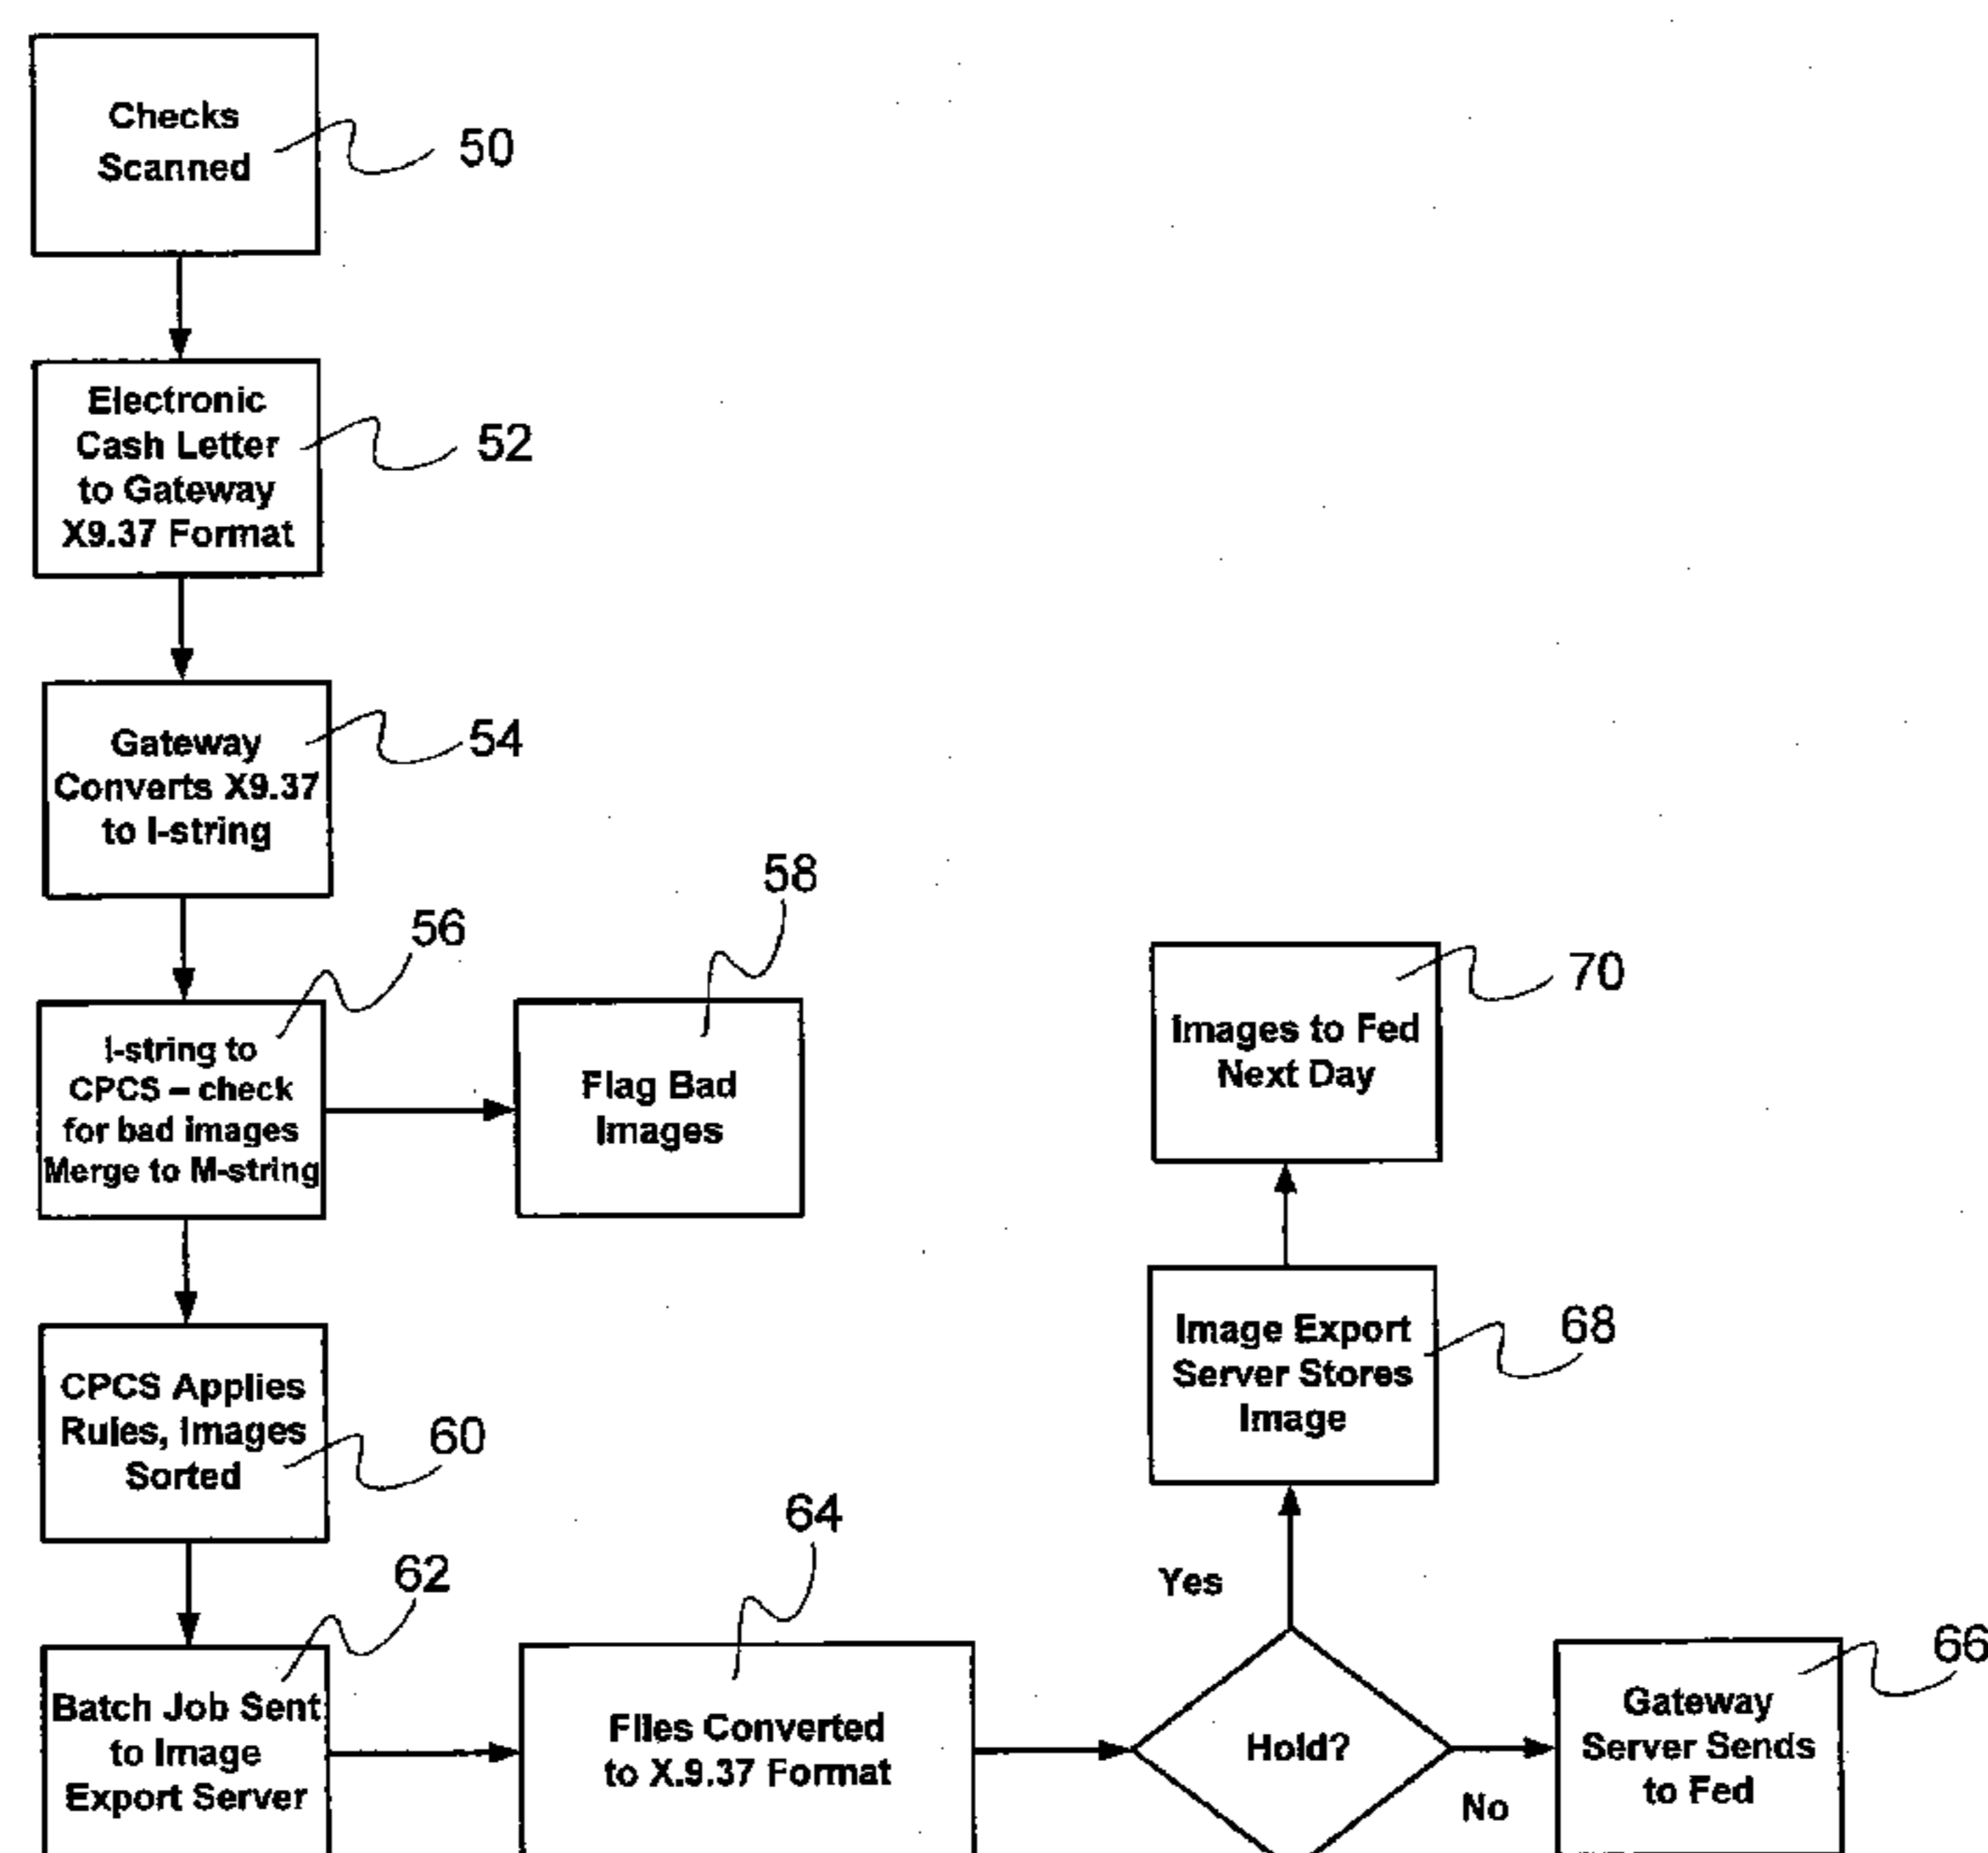 Checks
Scanned
50
Electronic
Cash Letter
to Gateway
X9.37 Format
52
Gateway
Converts X9.37
to I-string
54
I-string to
CPCS – check
for bad images
Merge to M-string
56
Flag Bad
Images
58
CPCS Applies
Rules, Images
Sorted
60
Batch Job Sent
to Image
Export Server
62
Files Converted
to X.9.37 Format
64
Hold?
Yes
No
Gateway
Server Sends
to Fed
66
Image Export
Server Stores
Image
68
Images to Fed
Next Day
70